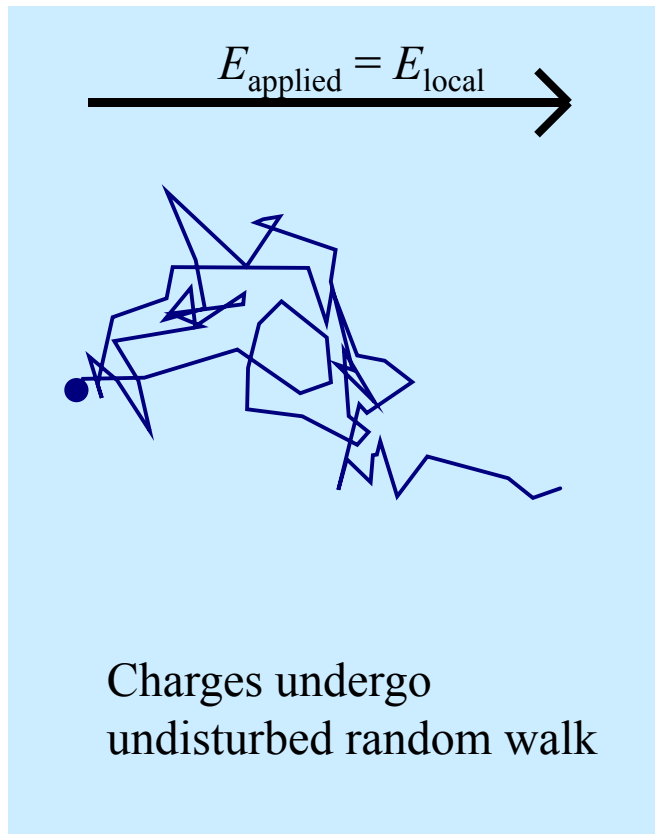 E_applied = E_local
Charges undergo
undisturbed random walk